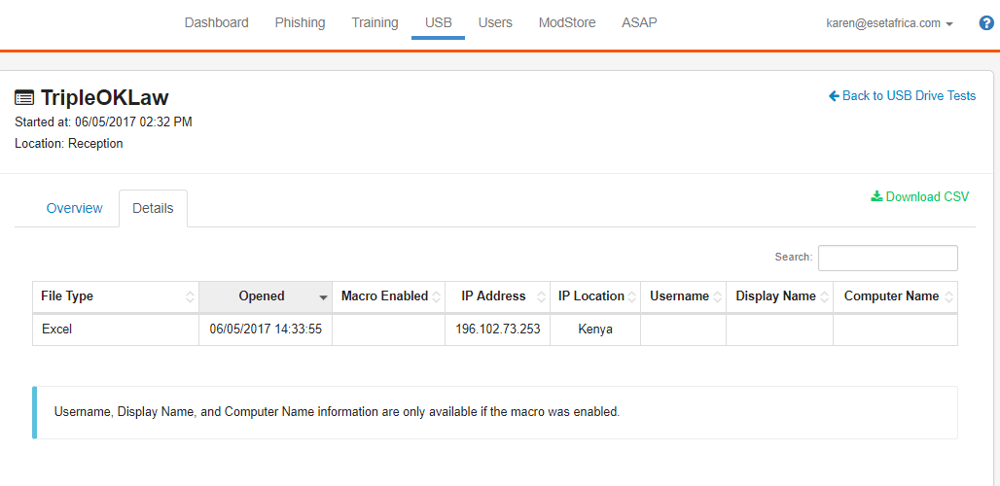 Dashboard Phishing Training USB Users ModStore ASAP karen@esetafrica.com ?
TripleOKLaw Back to USB Drive Tests
Started at: 06/05/2017 02:32 PM
Location: Reception
Overview Details Download CSV
Search:
File Type Opened Macro Enabled IP Address IP Location Username Display Name Computer Name
Excel 06/05/2017 14:33:55 196.102.73.253 Kenya
Username, Display Name, and Computer Name information are only available if the macro was enabled.